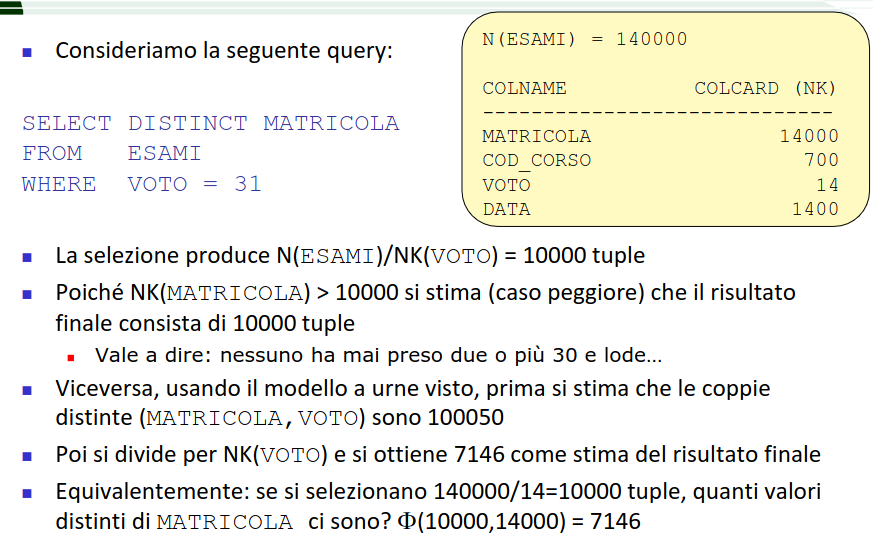 Consideriamo la seguente query:
SELECT DISTINCT MATRICOLA
FROM ESAMI
WHERE VOTO = 31
N(ESAMI) = 140000
COLNAME COLCARD (NK)
-----------------------------
MATRICOLA 14000
COD_CORSO 700
VOTO 14
DATA 1400
La selezione produce N(ESAMI)/NK(VOTO) = 10000 tuple
Poiché NK(MATRICOLA) > 10000 si stima (caso peggiore) che il risultato
finale consista di 10000 tuple
Vale a dire: nessuno ha mai preso due o più 30 e lode…
Viceversa, usando il modello a urne visto, prima si stima che le coppie
distinte (MATRICOLA,VOTO) sono 100050
Poi si divide per NK(VOTO) e si ottiene 7146 come stima del risultato finale
Equivalentemente: se si selezionano 140000/14=10000 tuple, quanti valori
distinti di MATRICOLA ci sono? Φ(10000,14000) = 7146